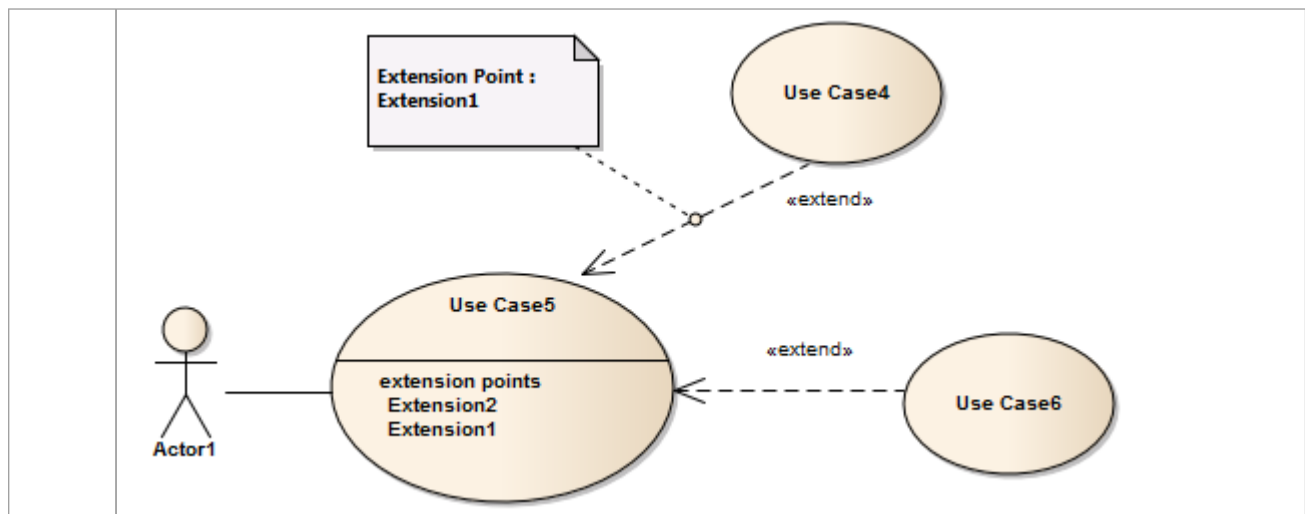 Extension Point :
Extension1
Use Case4
«extend»
Use Case5
«extend»
extension points
Extension2
Extension1
Use Case6
Actor1